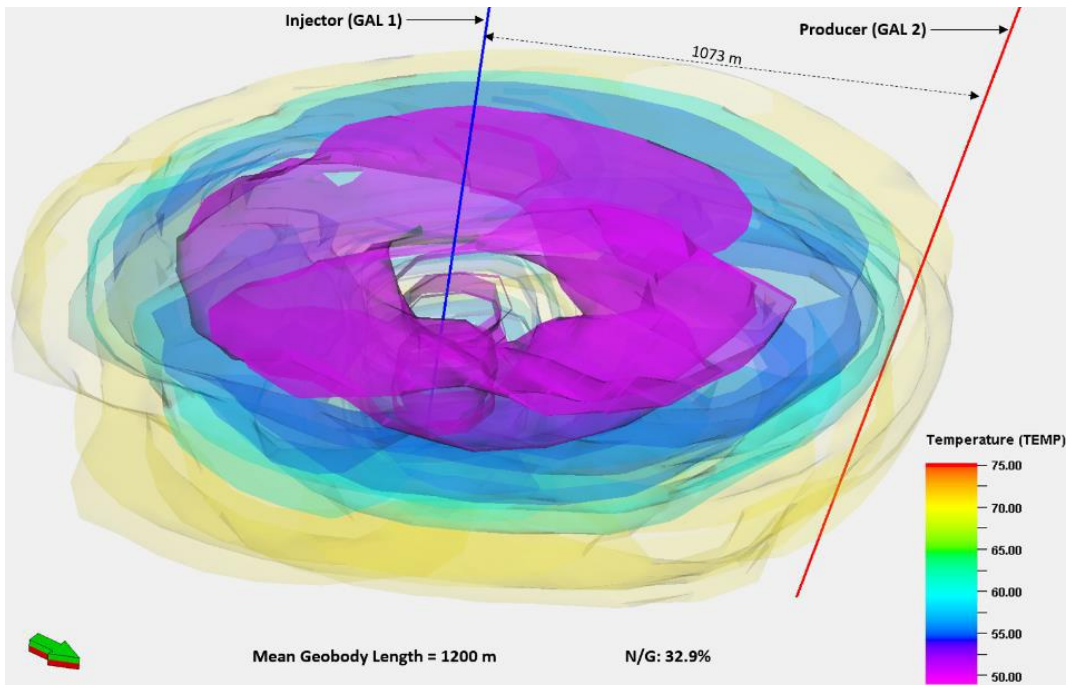 Injector (GAL 1)
Producer (GAL 2)
1073 m
Temperature (TEMP)
75.00
70.00
65.00
60.00
55.00
50.00
Mean Geobody Length = 1200 m
N/G: 32.9%